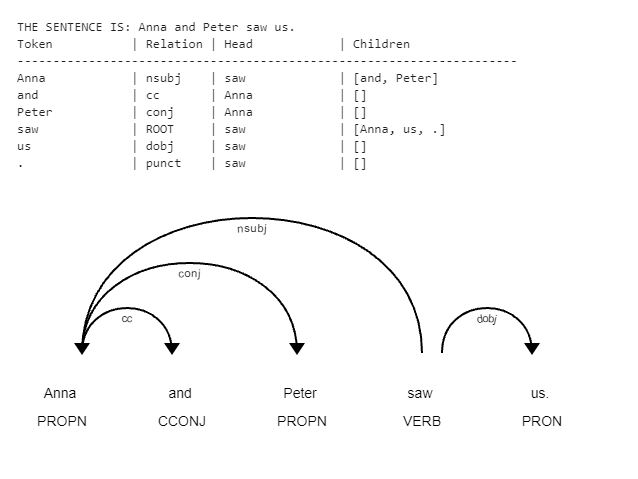 THE SENTENCE IS: Anna and Peter saw us.
Token | Relation | Head | Children
----------------------------------------------------------------------
Anna | nsubj | saw | [and, Peter]
and | cc | Anna | []
Peter | conj | Anna | []
saw | ROOT | saw | [Anna, us, .]
us | dobj | saw | []
. | punct | saw | []
nsubj
conj
cc dobj
Anna and Peter saw us.
PROPN CCONJ PROPN VERB PRON